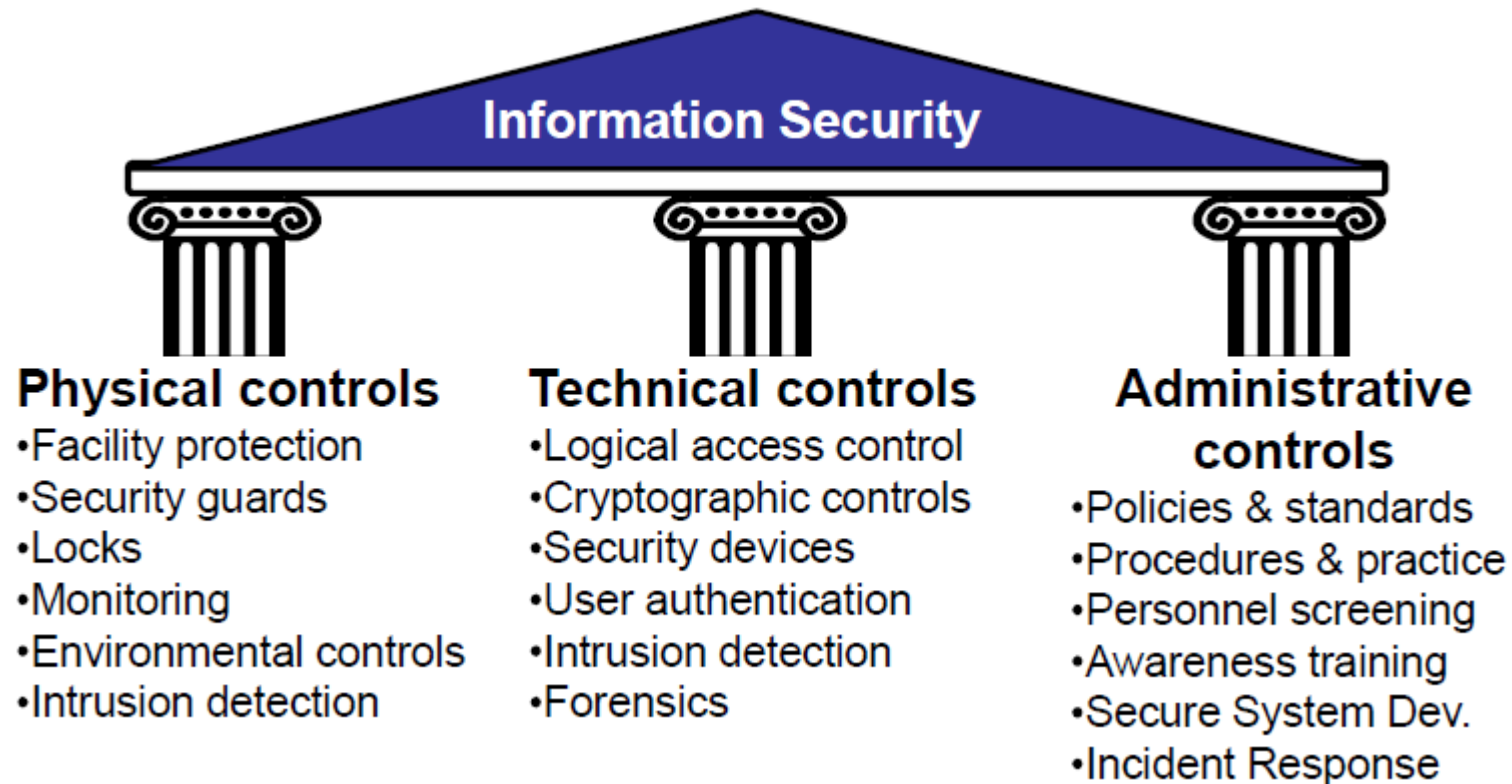 Information Security
Physical controls
•Facility protection
•Security guards
•Locks
•Monitoring
•Environmental controls
•Intrusion detection
Technical controls
•Logical access control
•Cryptographic controls
•Security devices
•User authentication
•Intrusion detection
•Forensics
Administrative
controls
•Policies & standards
•Procedures & practice
•Personnel screening
•Awareness training
•Secure System Dev.
•Incident Response